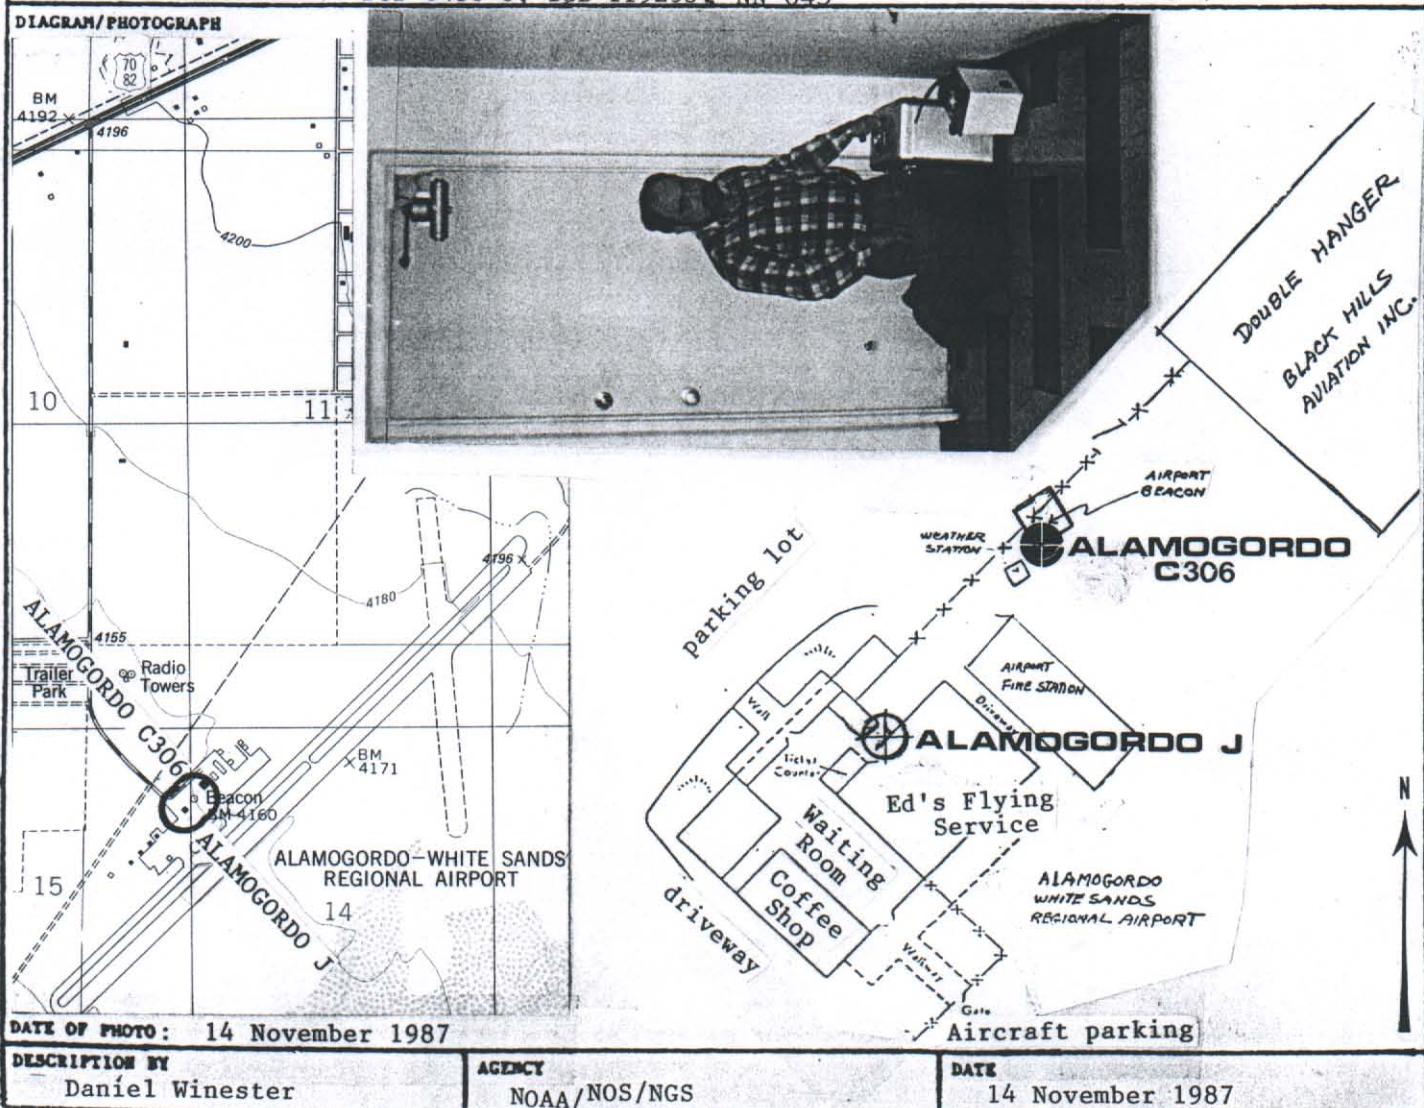 DIAGRAM/PHOTOGRAPH
70
82
BM
4192
4196
4200
10
11
4196
4180
4155
Trailer
Park
Radio
Towers
ALAMOGORDO C306
BM
4171
Beacon
BM 4160
ALAMOGORDO J
ALAMOGORDO-WHITE SANDS
REGIONAL AIRPORT
15
14
DOUBLE HANGER
BLACK HILLS
AVIATION INC.
AIRPORT
BEACON
WEATHER
STATION
ALAMOGORDO
C306
parking lot
AIRPORT
FIRE STATION
Driveway
Wall
ALAMOGORDO J
Ticket
Counter
Ed's Flying
Service
Waiting
Room
Coffee
Shop
driveway
ALAMOGORDO
WHITE SANDS
REGIONAL AIRPORT
N
Walkway
Gate
Aircraft parking
DATE OF PHOTO: 14 November 1987
DESCRIPTION BY
Daniel Winester
AGENCY
NOAA/NOS/NGS
DATE
14 November 1987